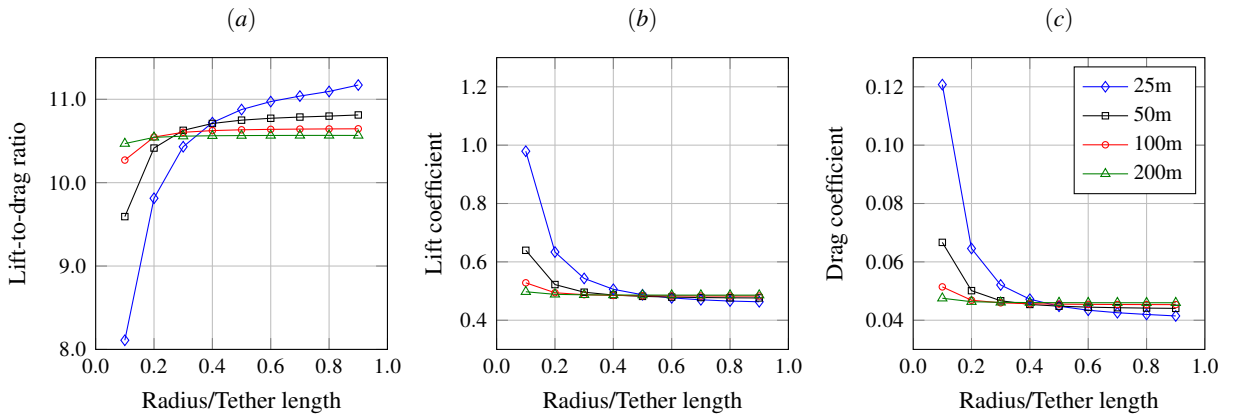 (a)
11.0
10.0
9.0
8.0
0.0 0.2 0.4 0.6 0.8 1.0
Radius/Tether length
Lift-to-drag ratio
(b)
1.2
1.0
0.8
0.6
0.4
0.0 0.2 0.4 0.6 0.8 1.0
Radius/Tether length
Lift coefficient
(c)
0.12
0.10
0.08
0.06
0.04
0.0 0.2 0.4 0.6 0.8 1.0
Radius/Tether length
Drag coefficient
25m
50m
100m
200m